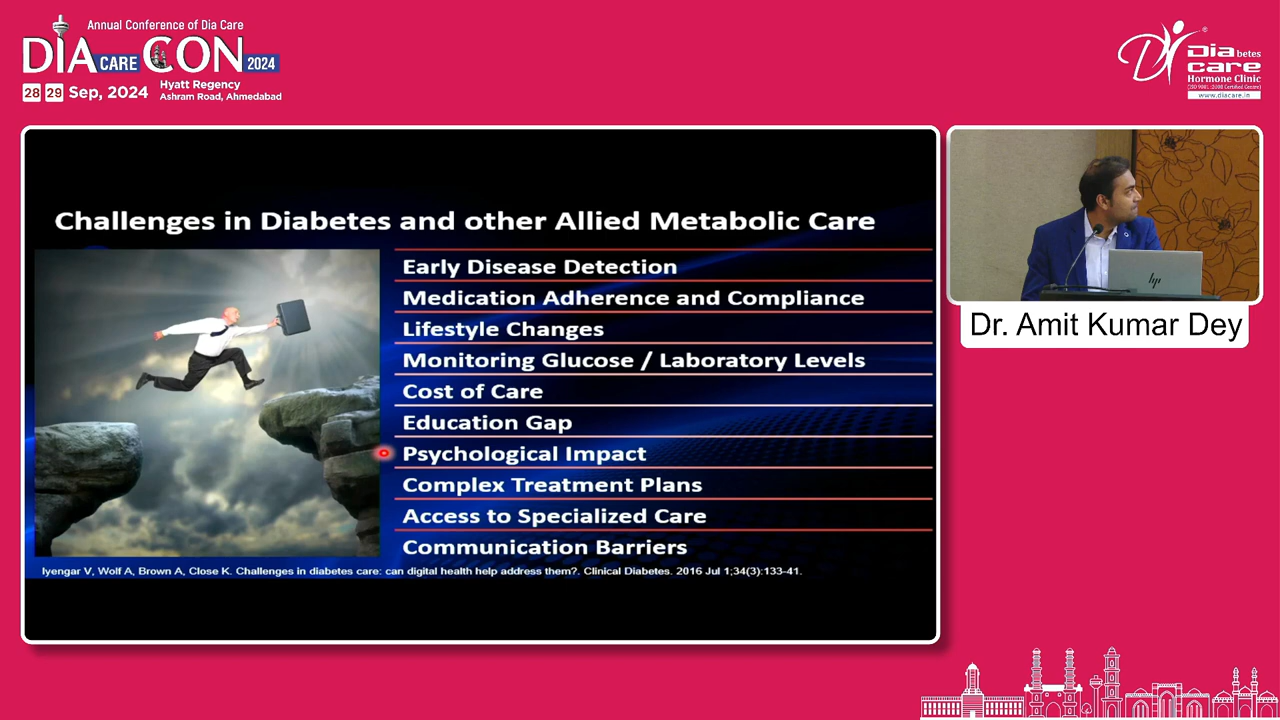 Annual Conference of Dia Care
DIA CARE CON 2024
28 29 Sep, 2024
Hyatt Regency
Ashram Road, Ahmedabad
Diabetes
care
Hormone Clinic
www.diacare.in
Challenges in Diabetes and other Allied Metabolic Care
Early Disease Detection
Medication Adherence and Compliance
Lifestyle Changes
Monitoring Glucose / Laboratory Levels
Cost of Care
Education Gap
Psychological Impact
Complex Treatment Plans
Access to Specialized Care
Communication Barriers
Iyengar V, Wolf A, Brown A, Close K. Challenges in diabetes care: can digital health help address them?. Clinical Diabetes. 2016 Jul 1;34(3):133-41.
hp
Dr. Amit Kumar Dey